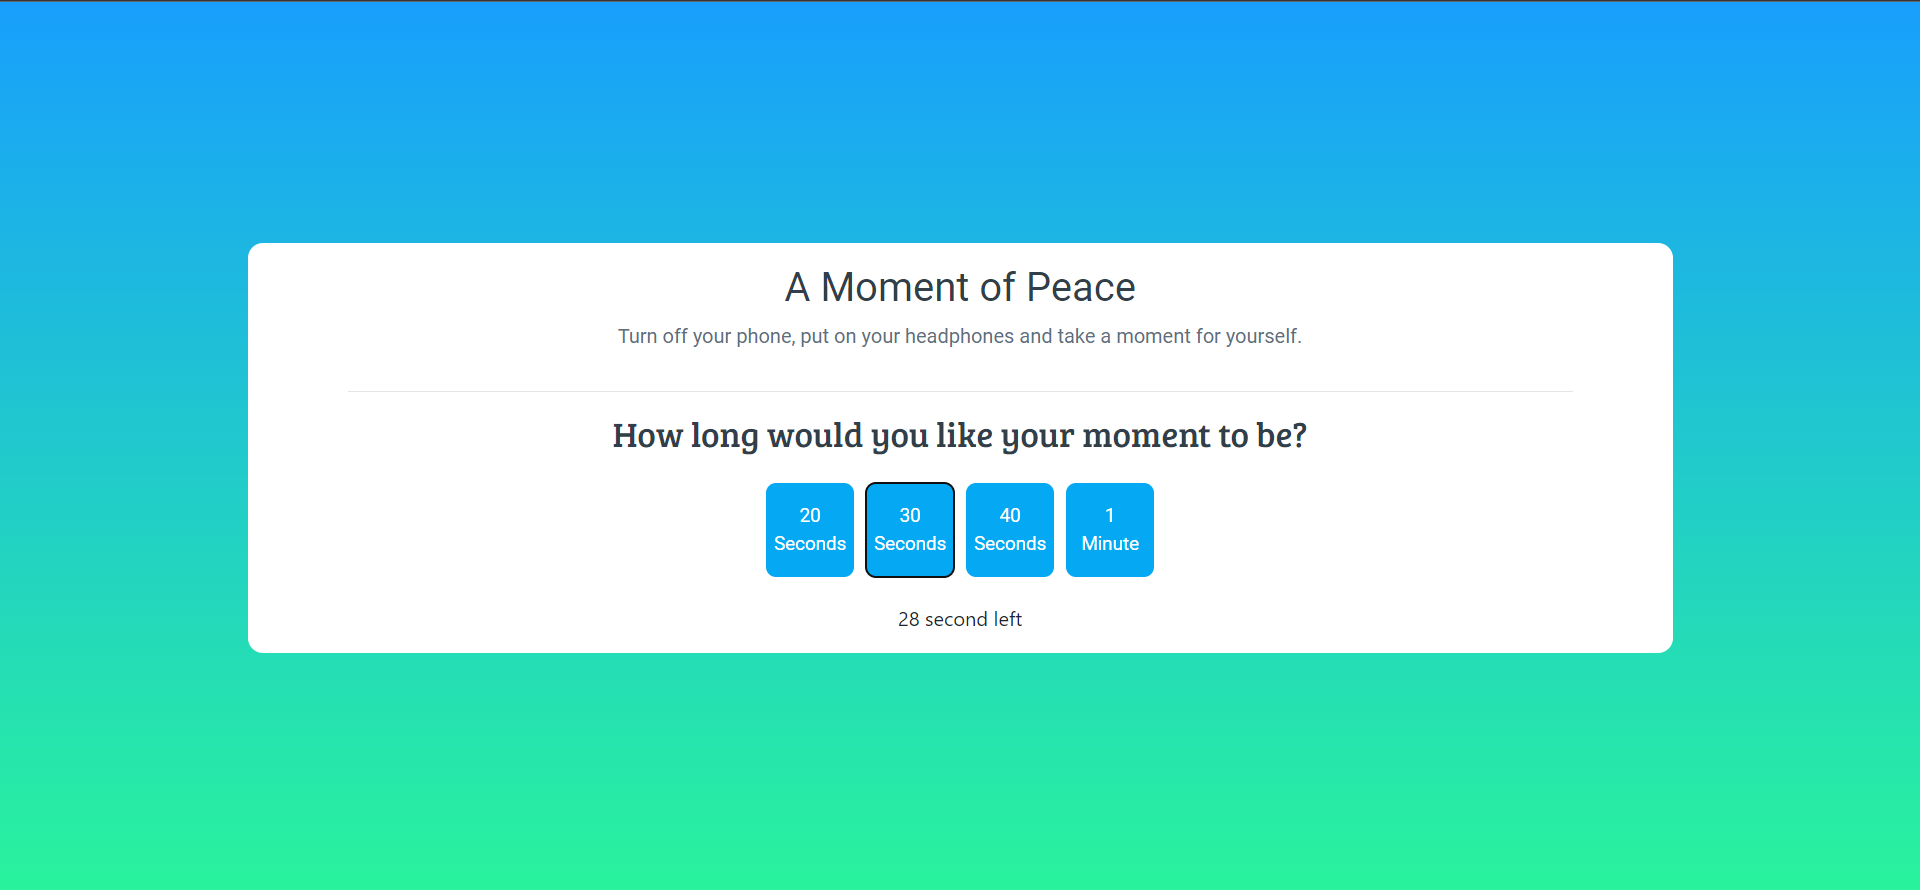 A Moment of Peace
Turn off your phone, put on your headphones and take a moment for yourself.
How long would you like your moment to be?
20
Seconds
30
Seconds
40
Seconds
1
Minute
28 second left